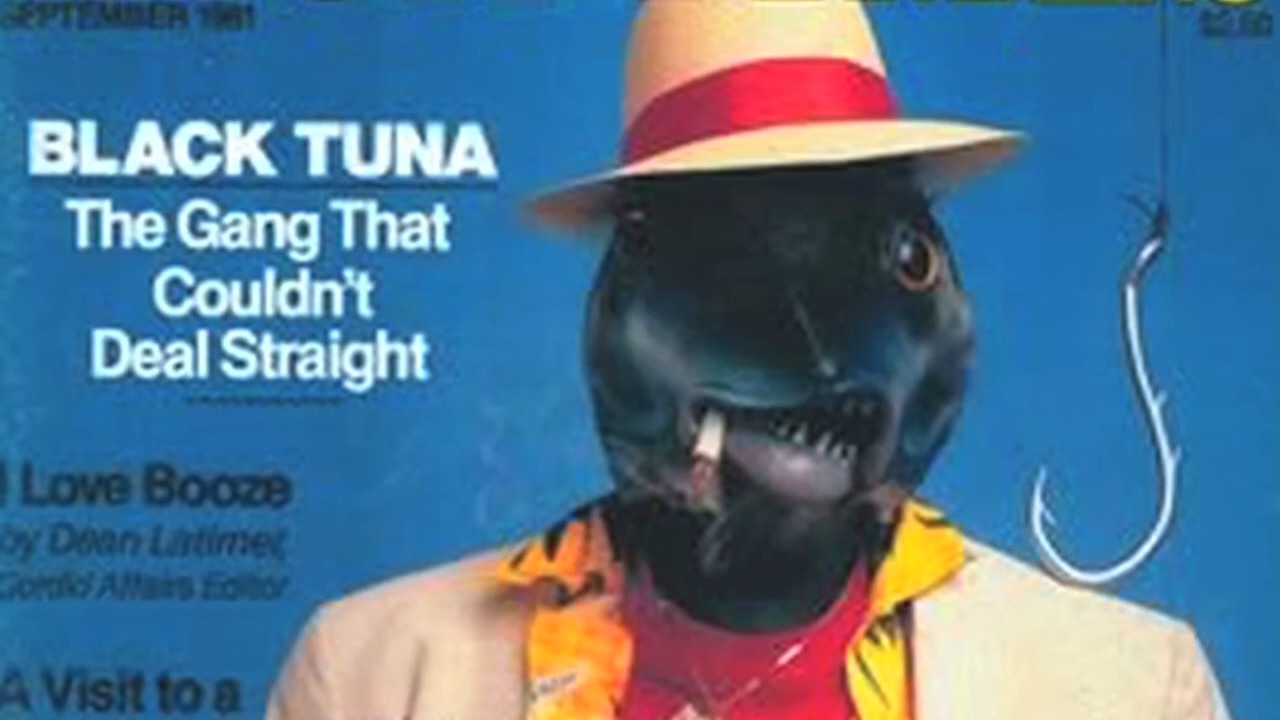 SEPTEMBER 1981
BLACK TUNA
The Gang That
Couldn't
Deal Straight
I Love Booze
by Dean Latimer,
Gordio Affairs Editor
A Visit to a